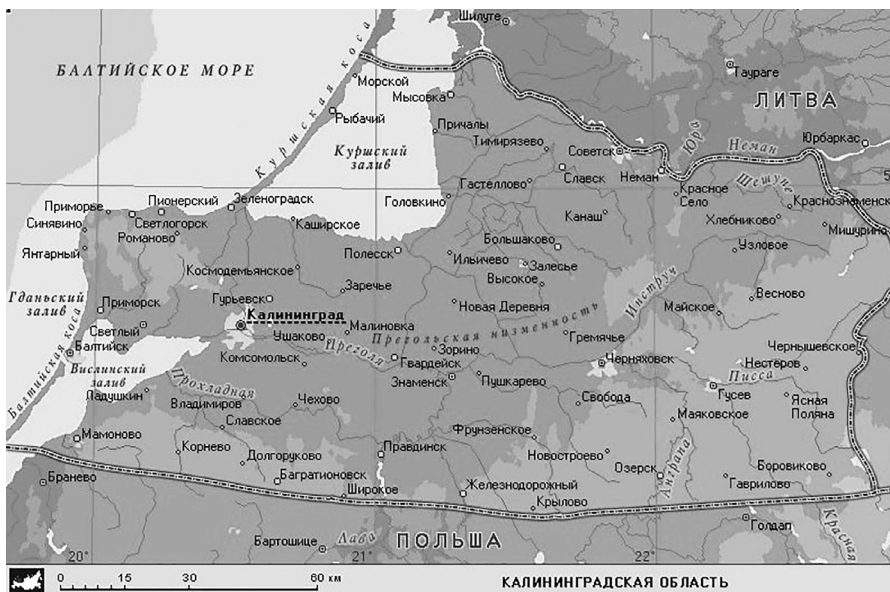 Шилуте
БАЛТИЙСКОЕ МОРЕ
Морской
Таураге
Мысовка
ЛИТВА
Куршская коса
Рыбачий
Причалы
Юра
Неман
Юрбаркас
Куршский
залив
Тимирязево
Советск
Славск
Неман
Гастеллово
Шешупе
Приморье
Пионерский
Зеленоградск
Головкино
Красное
Село
Краснознаменск
Синявино
Светлогорск
Каширское
Канаш
Хлебниково
Мишурино
Романово
Янтарный
Полесск
Большаково
Узловое
Ильичево
Залесье
Космодемьянское
Высокое
Инструч
Гданьский
залив
Заречье
Весново
Приморск
Гурьевск
Новая Деревня
Майское
Калининград
Светлый
Малиновка
Прегольская низменность
Гремячье
Ушаково
Балтийск
Преголя
Зорино
Чернышевское
Балтийская коса
Вислинский
залив
Комсомольск
Гвардейск
Черняховск
Нестеров
Знаменск
Пушкарево
Писса
Прохладная
Гусев
Ладушкин
Владимиров
Чехово
Свобода
Ясная
Поляна
Славское
Маяковское
Мамоново
Фрунзенское
Корнево
Правдинск
Долгоруково
Новостроево
Озерск
Анграпа
Боровиково
Багратионовск
Гаврилово
Бранево
Широкое
Железнодорожный
Крылово
Голдап
Красная
Лава
ПОЛЬША
Бартошице
20°
21°
22°
0 15 30 60 км
КАЛИНИНГРАДСКАЯ ОБЛАСТЬ